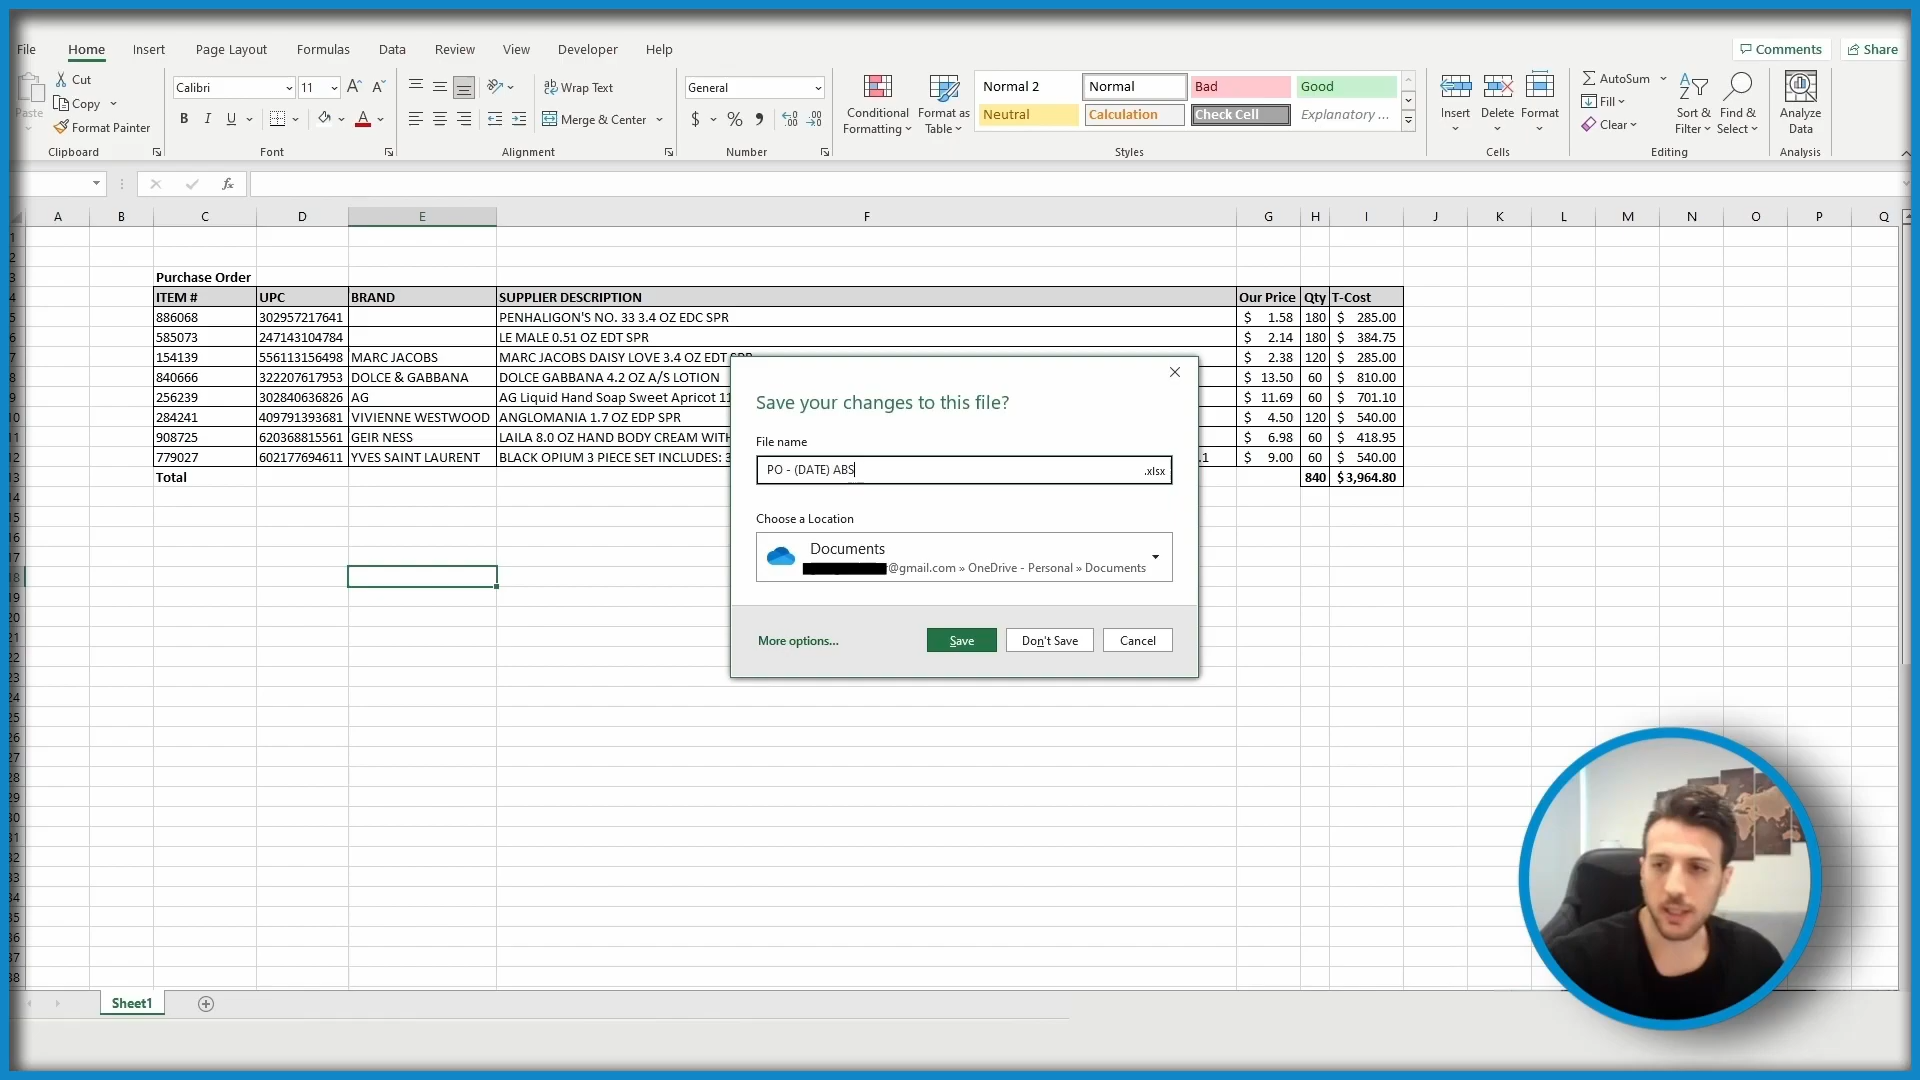 File Home Insert Page Layout Formulas Data Review View Developer Help Comments Share
Paste Cut
Copy
Format Painter
Clipboard
Calibri 11
B I U
Font
Wrap Text
Merge & Center
Alignment
General
$ % 9
Number
Conditional Formatting
Format as Table
Normal 2 Normal Bad Good
Neutral Calculation Check Cell Explanatory ...
Styles
Insert Delete Format
Cells
AutoSum
Fill
Clear
Sort & Filter
Find & Select
Editing
Analyze Data
Analysis
fx
A B C D E F G H I J K L M N O P Q
Purchase Order
ITEM # UPC BRAND SUPPLIER DESCRIPTION Our Price Qty T-Cost
886068 302957217641 PENHALIGON'S NO. 33 3.4 OZ EDC SPR $ 1.58 180 $ 285.00
585073 247143104784 LE MALE 0.51 OZ EDT SPR $ 2.14 180 $ 384.75
154139 556113156498 MARC JACOBS MARC JACOBS DAISY LOVE 3.4 OZ EDT SPR $ 2.38 120 $ 285.00
840666 322207617953 DOLCE & GABBANA DOLCE GABBANA 4.2 OZ A/S LOTION $ 13.50 60 $ 810.00
256239 302840636826 AG AG Liquid Hand Soap Sweet Apricot 11 $ 11.69 60 $ 701.10
284241 409791393681 VIVIENNE WESTWOOD ANGLOMANIA 1.7 OZ EDP SPR $ 4.50 120 $ 540.00
908725 620368815561 GEIR NESS LAILA 8.0 OZ HAND BODY CREAM WITH $ 6.98 60 $ 418.95
779027 602177694611 YVES SAINT LAURENT BLACK OPIUM 3 PIECE SET INCLUDES: 3 .1 $ 9.00 60 $ 540.00
Total 840 $ 3,964.80
Save your changes to this file?
File name
PO - (DATE) ABS .xlsx
Choose a Location
Documents
@gmail.com » OneDrive - Personal » Documents
More options... Save Don't Save Cancel
Sheet1